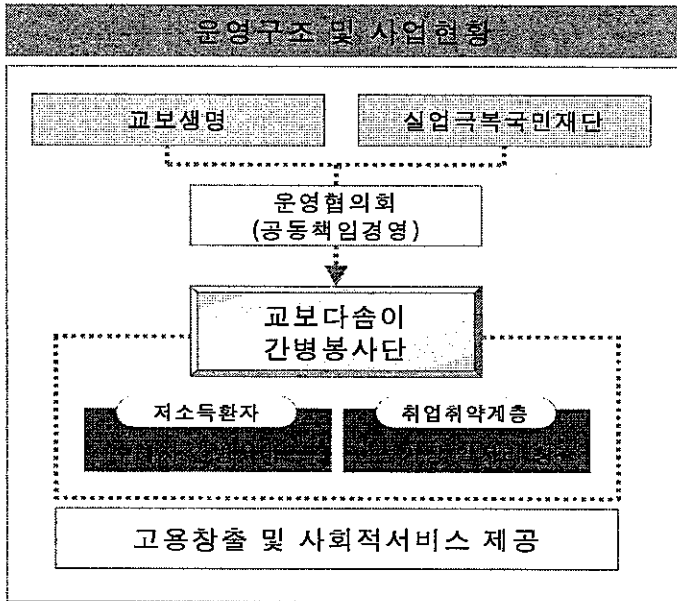 운영구조 및 사업현황
교보생명
실업극복국민재단
운영협의회
(공동책임경영)
교보다솜이
간병봉사단
저소득환자
취업취약계층
고용창출 및 사회적서비스 제공